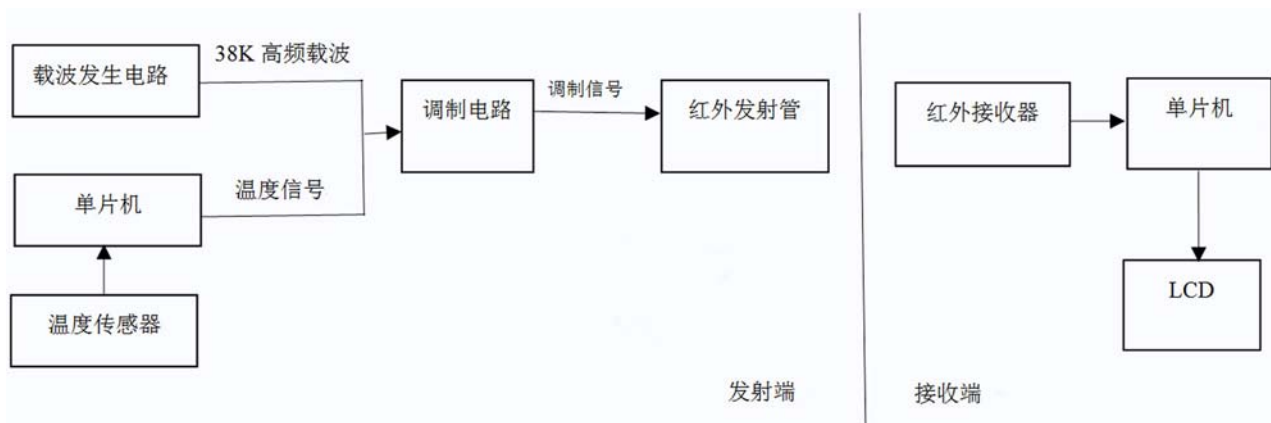 载波发生电路
38K 高频载波
调制电路
调制信号
红外发射管
单片机
温度信号
温度传感器
发射端
红外接收器
单片机
LCD
接收端